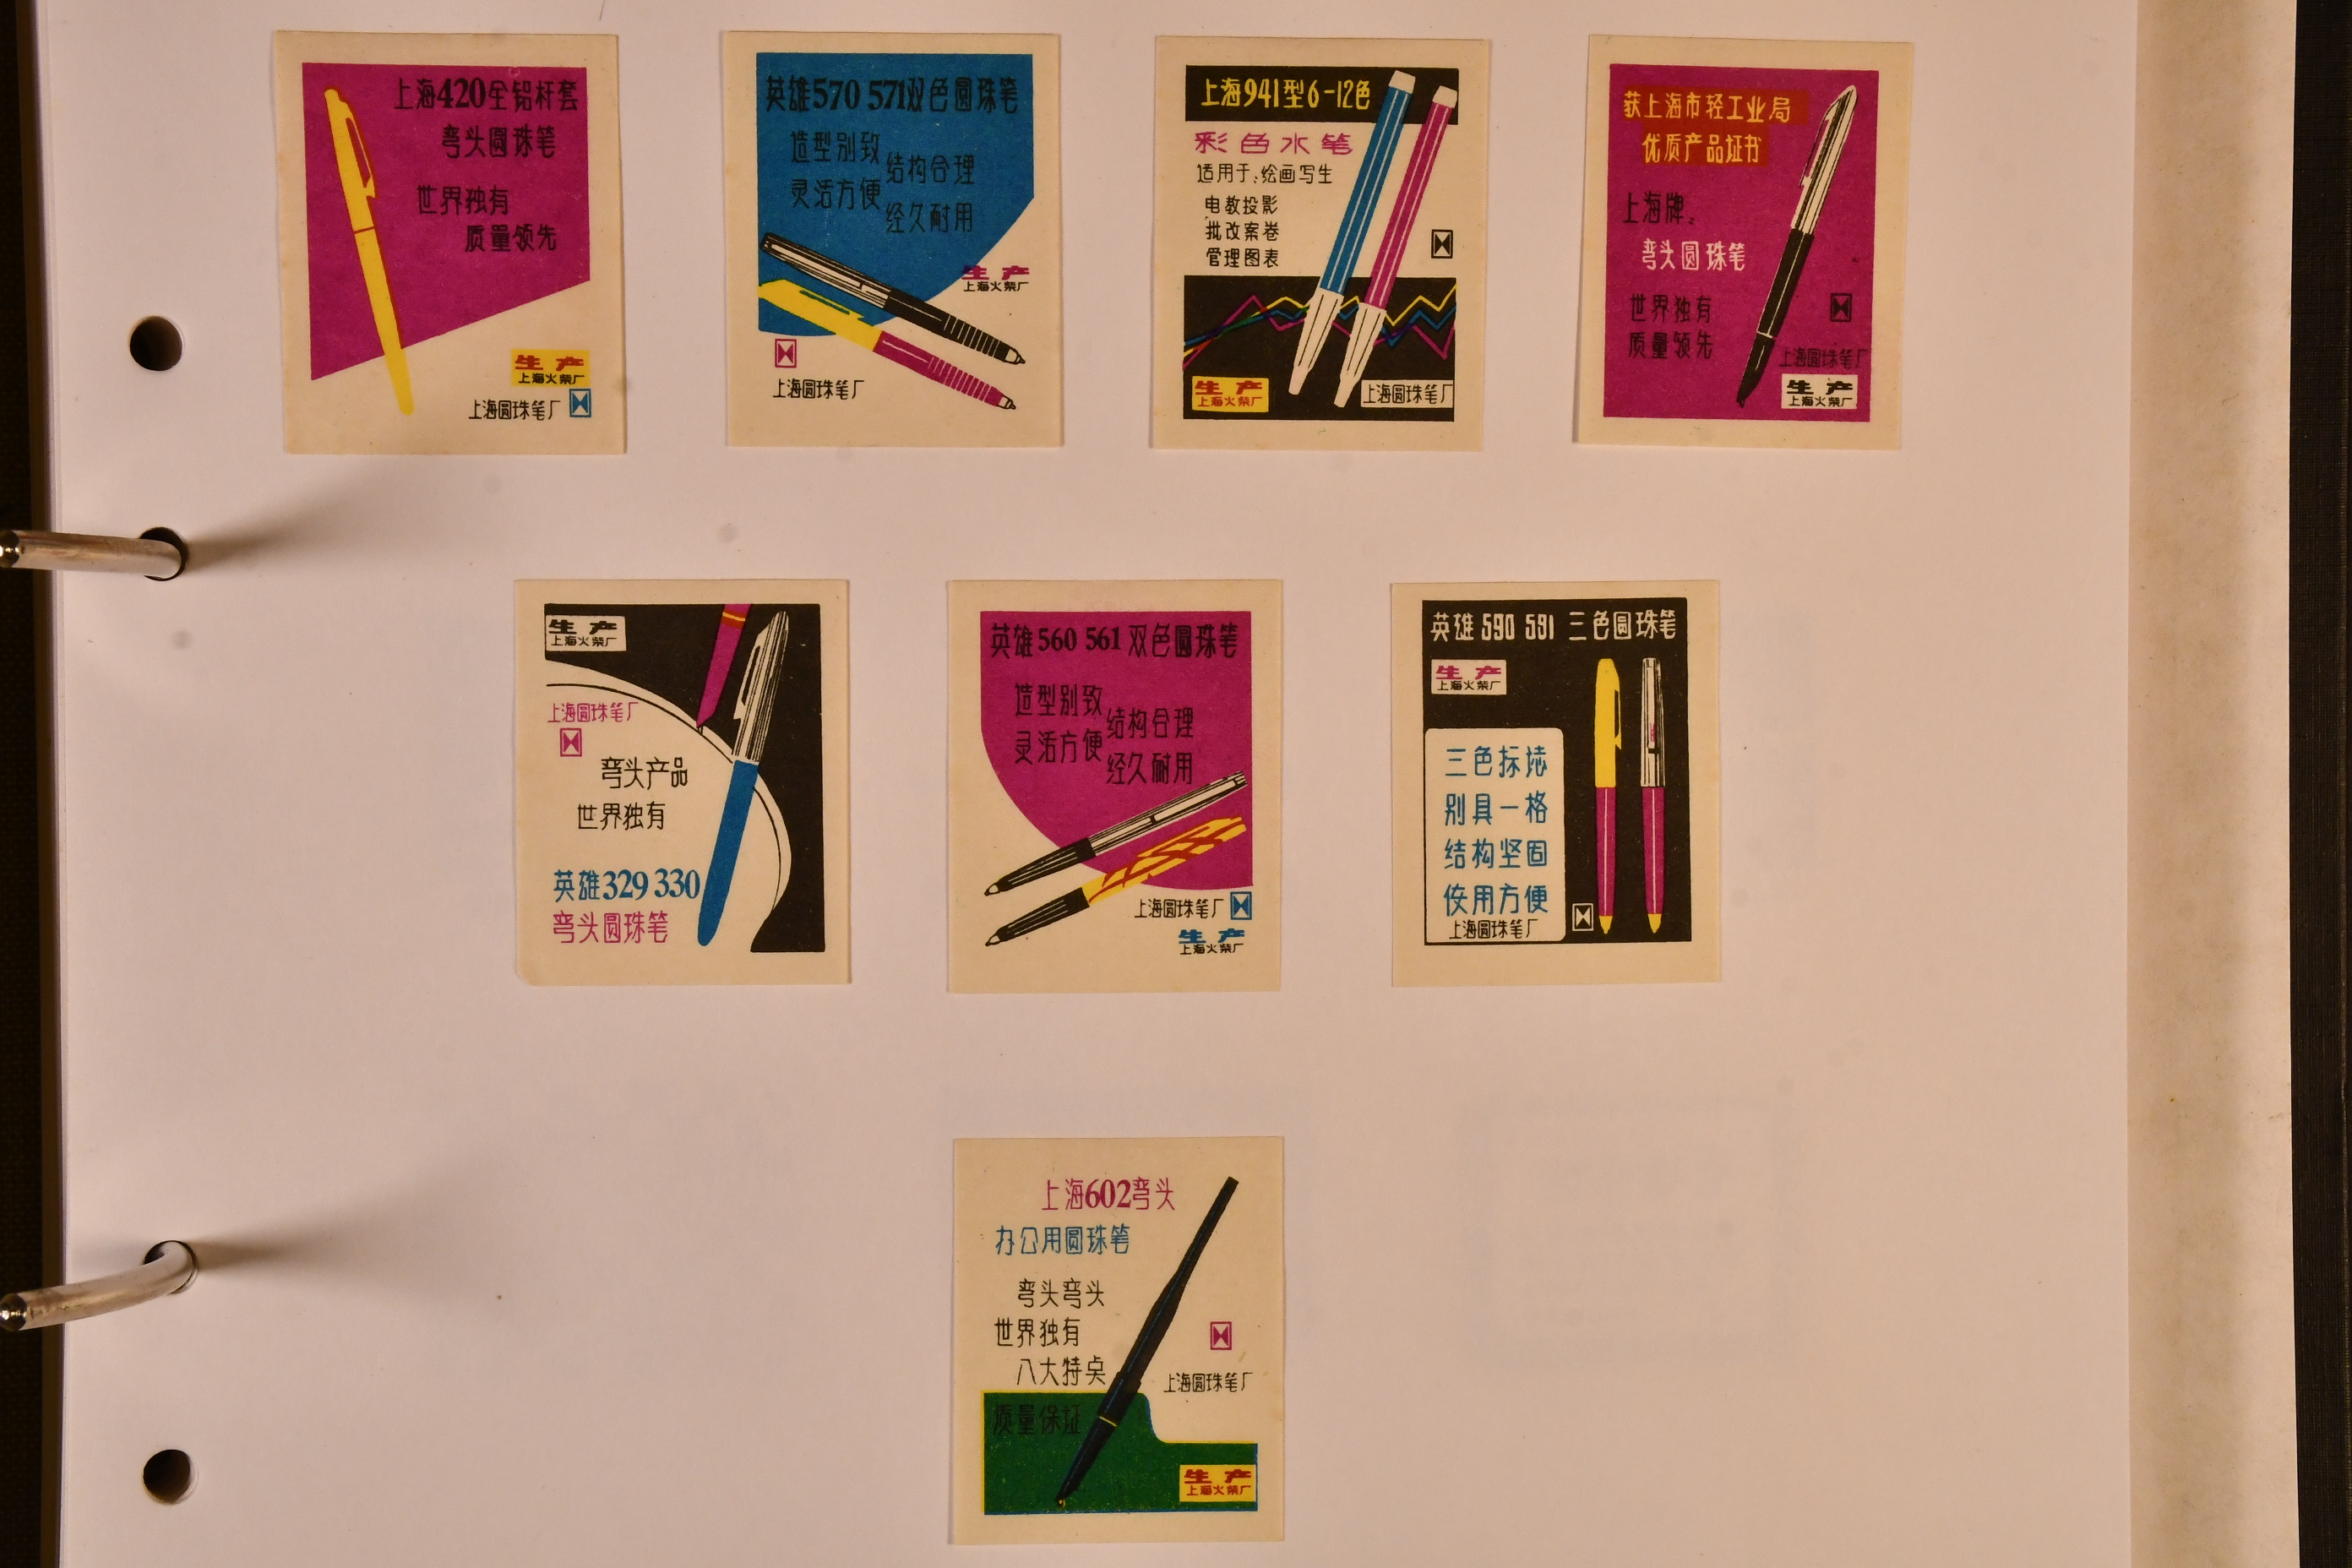 上海420全铝杆套
弯头圆珠笔
世界独有
质量领先
生产
上海火柴厂
上海圆珠笔厂
英雄570 571双色圆珠笔
造型别致
结构合理
灵活方便
经久耐用
生产
上海火柴厂
上海圆珠笔厂
上海941型6-12色
彩色水笔
适用于:绘画写生
电教投影
批改案卷
管理图表
生产
上海火柴厂
上海圆珠笔厂
获上海市轻工业局
优质产品证书
上海牌
弯头圆珠笔
世界独有
质量领先
上海圆珠笔厂
生产
上海火柴厂
生产
上海火柴厂
上海圆珠笔厂
弯头产品
世界独有
英雄329 330
弯头圆珠笔
英雄560 561双色圆珠笔
造型别致
结构合理
灵活方便
经久耐用
上海圆珠笔厂
生产
上海火柴厂
英雄 590 591 三色圆珠笔
生产
上海火柴厂
三色标志
别具一格
结构坚固
使用方便
上海圆珠笔厂
上海602弯头
办公用圆珠笔
弯头弯头
世界独有
八大特点
上海圆珠笔厂
质量保证
生产
上海火柴厂